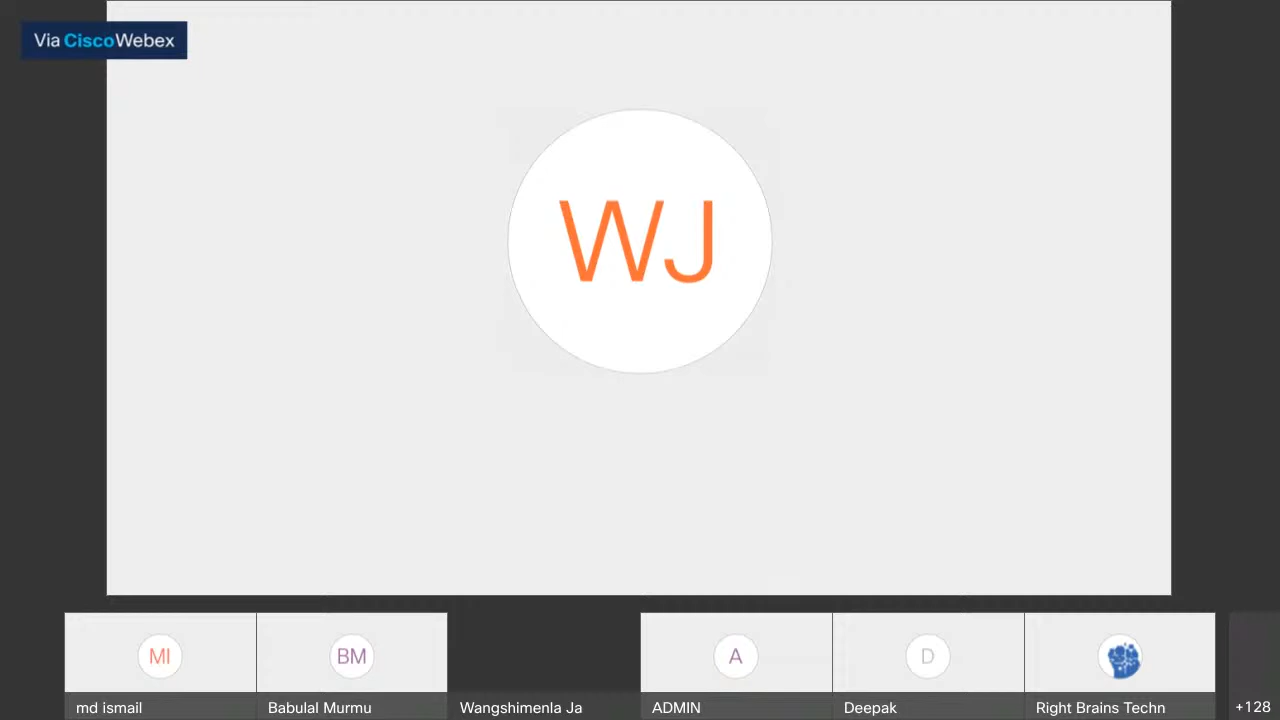 Via CiscoWebex
WJ
MI
BM
A
D
md ismail
Babulal Murmu
Wangshimenla Ja
ADMIN
Deepak
Right Brains Techn
+128